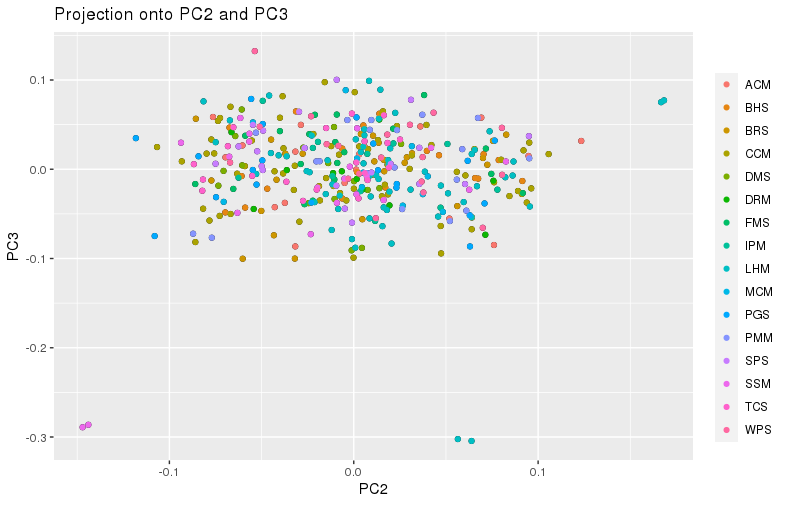 Projection onto PC2 and PC3
0.1
0.0
-0.1
-0.2
-0.3
PC3
-0.1
0.0
0.1
PC2
ACM
BHS
BRS
CCM
DMS
DRM
FMS
IPM
LHM
MCM
PGS
PMM
SPS
SSM
TCS
WPS